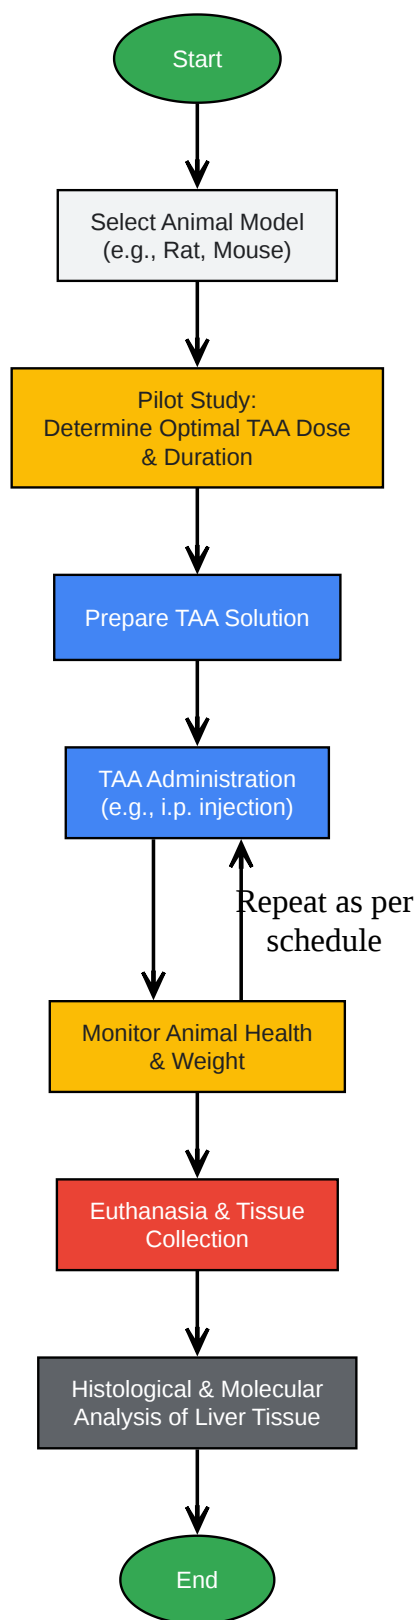 Start
Select Animal Model
(e.g., Rat, Mouse)
Pilot Study:
Determine Optimal TAA Dose
& Duration
Prepare TAA Solution
TAA Administration
(e.g., i.p. injection)
Repeat as per
schedule
Monitor Animal Health
& Weight
Euthanasia & Tissue
Collection
Histological & Molecular
Analysis of Liver Tissue
End